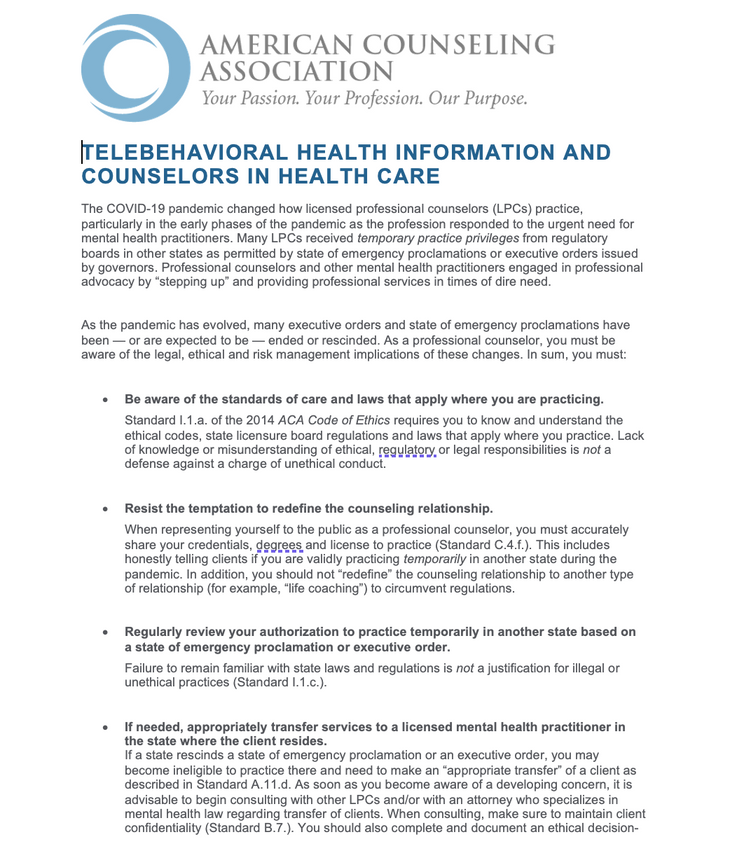 AMERICAN COUNSELING
ASSOCIATION
Your Passion. Your Profession. Our Purpose.
TELEBEHAVIORAL HEALTH INFORMATION AND
COUNSELORS IN HEALTH CARE
The COVID-19 pandemic changed how licensed professional counselors (LPCs) practice,
particularly in the early phases of the pandemic as the profession responded to the urgent need for
mental health practitioners. Many LPCs received temporary practice privileges from regulatory
boards in other states as permitted by state of emergency proclamations or executive orders issued
by governors. Professional counselors and other mental health practitioners engaged in professional
advocacy by “stepping up” and providing professional services in times of dire need.
As the pandemic has evolved, many executive orders and state of emergency proclamations have
been — or are expected to be — ended or rescinded. As a professional counselor, you must be
aware of the legal, ethical and risk management implications of these changes. In sum, you must:
• Be aware of the standards of care and laws that apply where you are practicing.
Standard I.1.a. of the 2014 ACA Code of Ethics requires you to know and understand the
ethical codes, state licensure board regulations and laws that apply where you practice. Lack
of knowledge or misunderstanding of ethical, regulatory or legal responsibilities is not a
defense against a charge of unethical conduct.
• Resist the temptation to redefine the counseling relationship.
When representing yourself to the public as a professional counselor, you must accurately
share your credentials, degrees and license to practice (Standard C.4.f.). This includes
honestly telling clients if you are validly practicing temporarily in another state during the
pandemic. In addition, you should not “redefine” the counseling relationship to another type
of relationship (for example, “life coaching”) to circumvent regulations.
• Regularly review your authorization to practice temporarily in another state based on
a state of emergency proclamation or executive order.
Failure to remain familiar with state laws and regulations is not a justification for illegal or
unethical practices (Standard I.1.c.).
• If needed, appropriately transfer services to a licensed mental health practitioner in
the state where the client resides.
If a state rescinds a state of emergency proclamation or an executive order, you may
become ineligible to practice there and need to make an “appropriate transfer” of a client as
described in Standard A.11.d. As soon as you become aware of a developing concern, it is
advisable to begin consulting with other LPCs and/or with an attorney who specializes in
mental health law regarding transfer of clients. When consulting, make sure to maintain client
confidentiality (Standard B.7.). You should also complete and document an ethical decision-